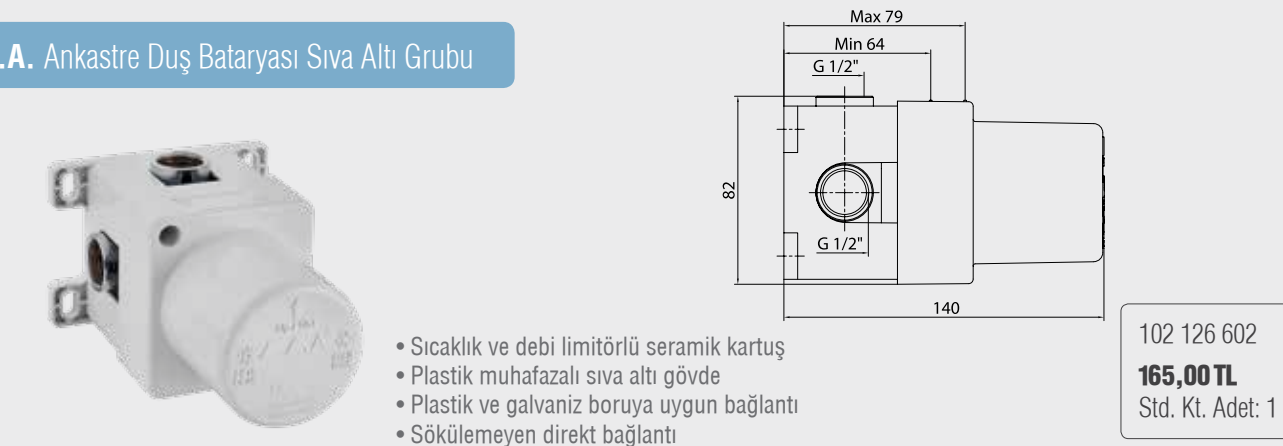 .A. Ankastre Duş Bataryası Sıva Altı Grubu
Max 79
Min 64
G 1/2"
82
G 1/2"
140
• Sıcaklık ve debi limitörlü seramik kartuş
• Plastik muhafazalı sıva altı gövde
• Plastik ve galvaniz boruya uygun bağlantı
• Sökülemeyen direkt bağlantı
102 126 602
165,00 TL
Std. Kt. Adet: 1